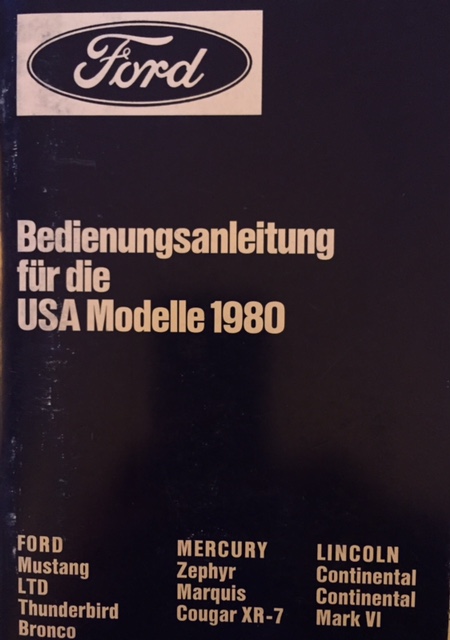 Ford
Bedienungsanleitung
für die
USA Modelle 1980
FORD
Mustang
LTD
Thunderbird
Bronco
MERCURY
Zephyr
Marquis
Cougar XR-7
LINCOLN
Continental
Continental
Mark VI